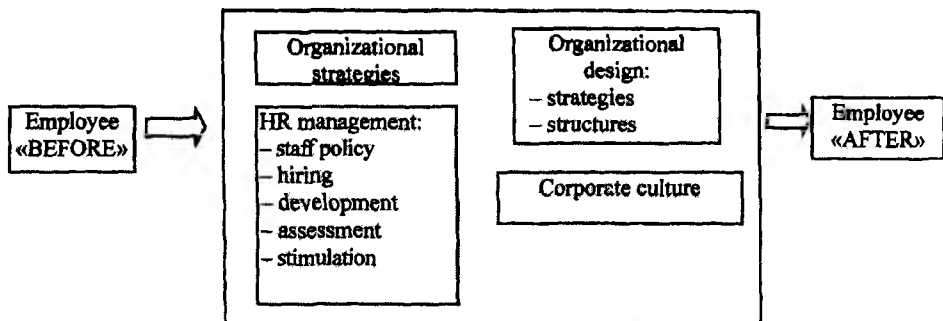 Employee
«BEFORE»
Organizational
strategies
HR management:
– staff policy
– hiring
– development
– assessment
– stimulation
Organizational
design:
– strategies
– structures
Corporate culture
Employee
«AFTER»